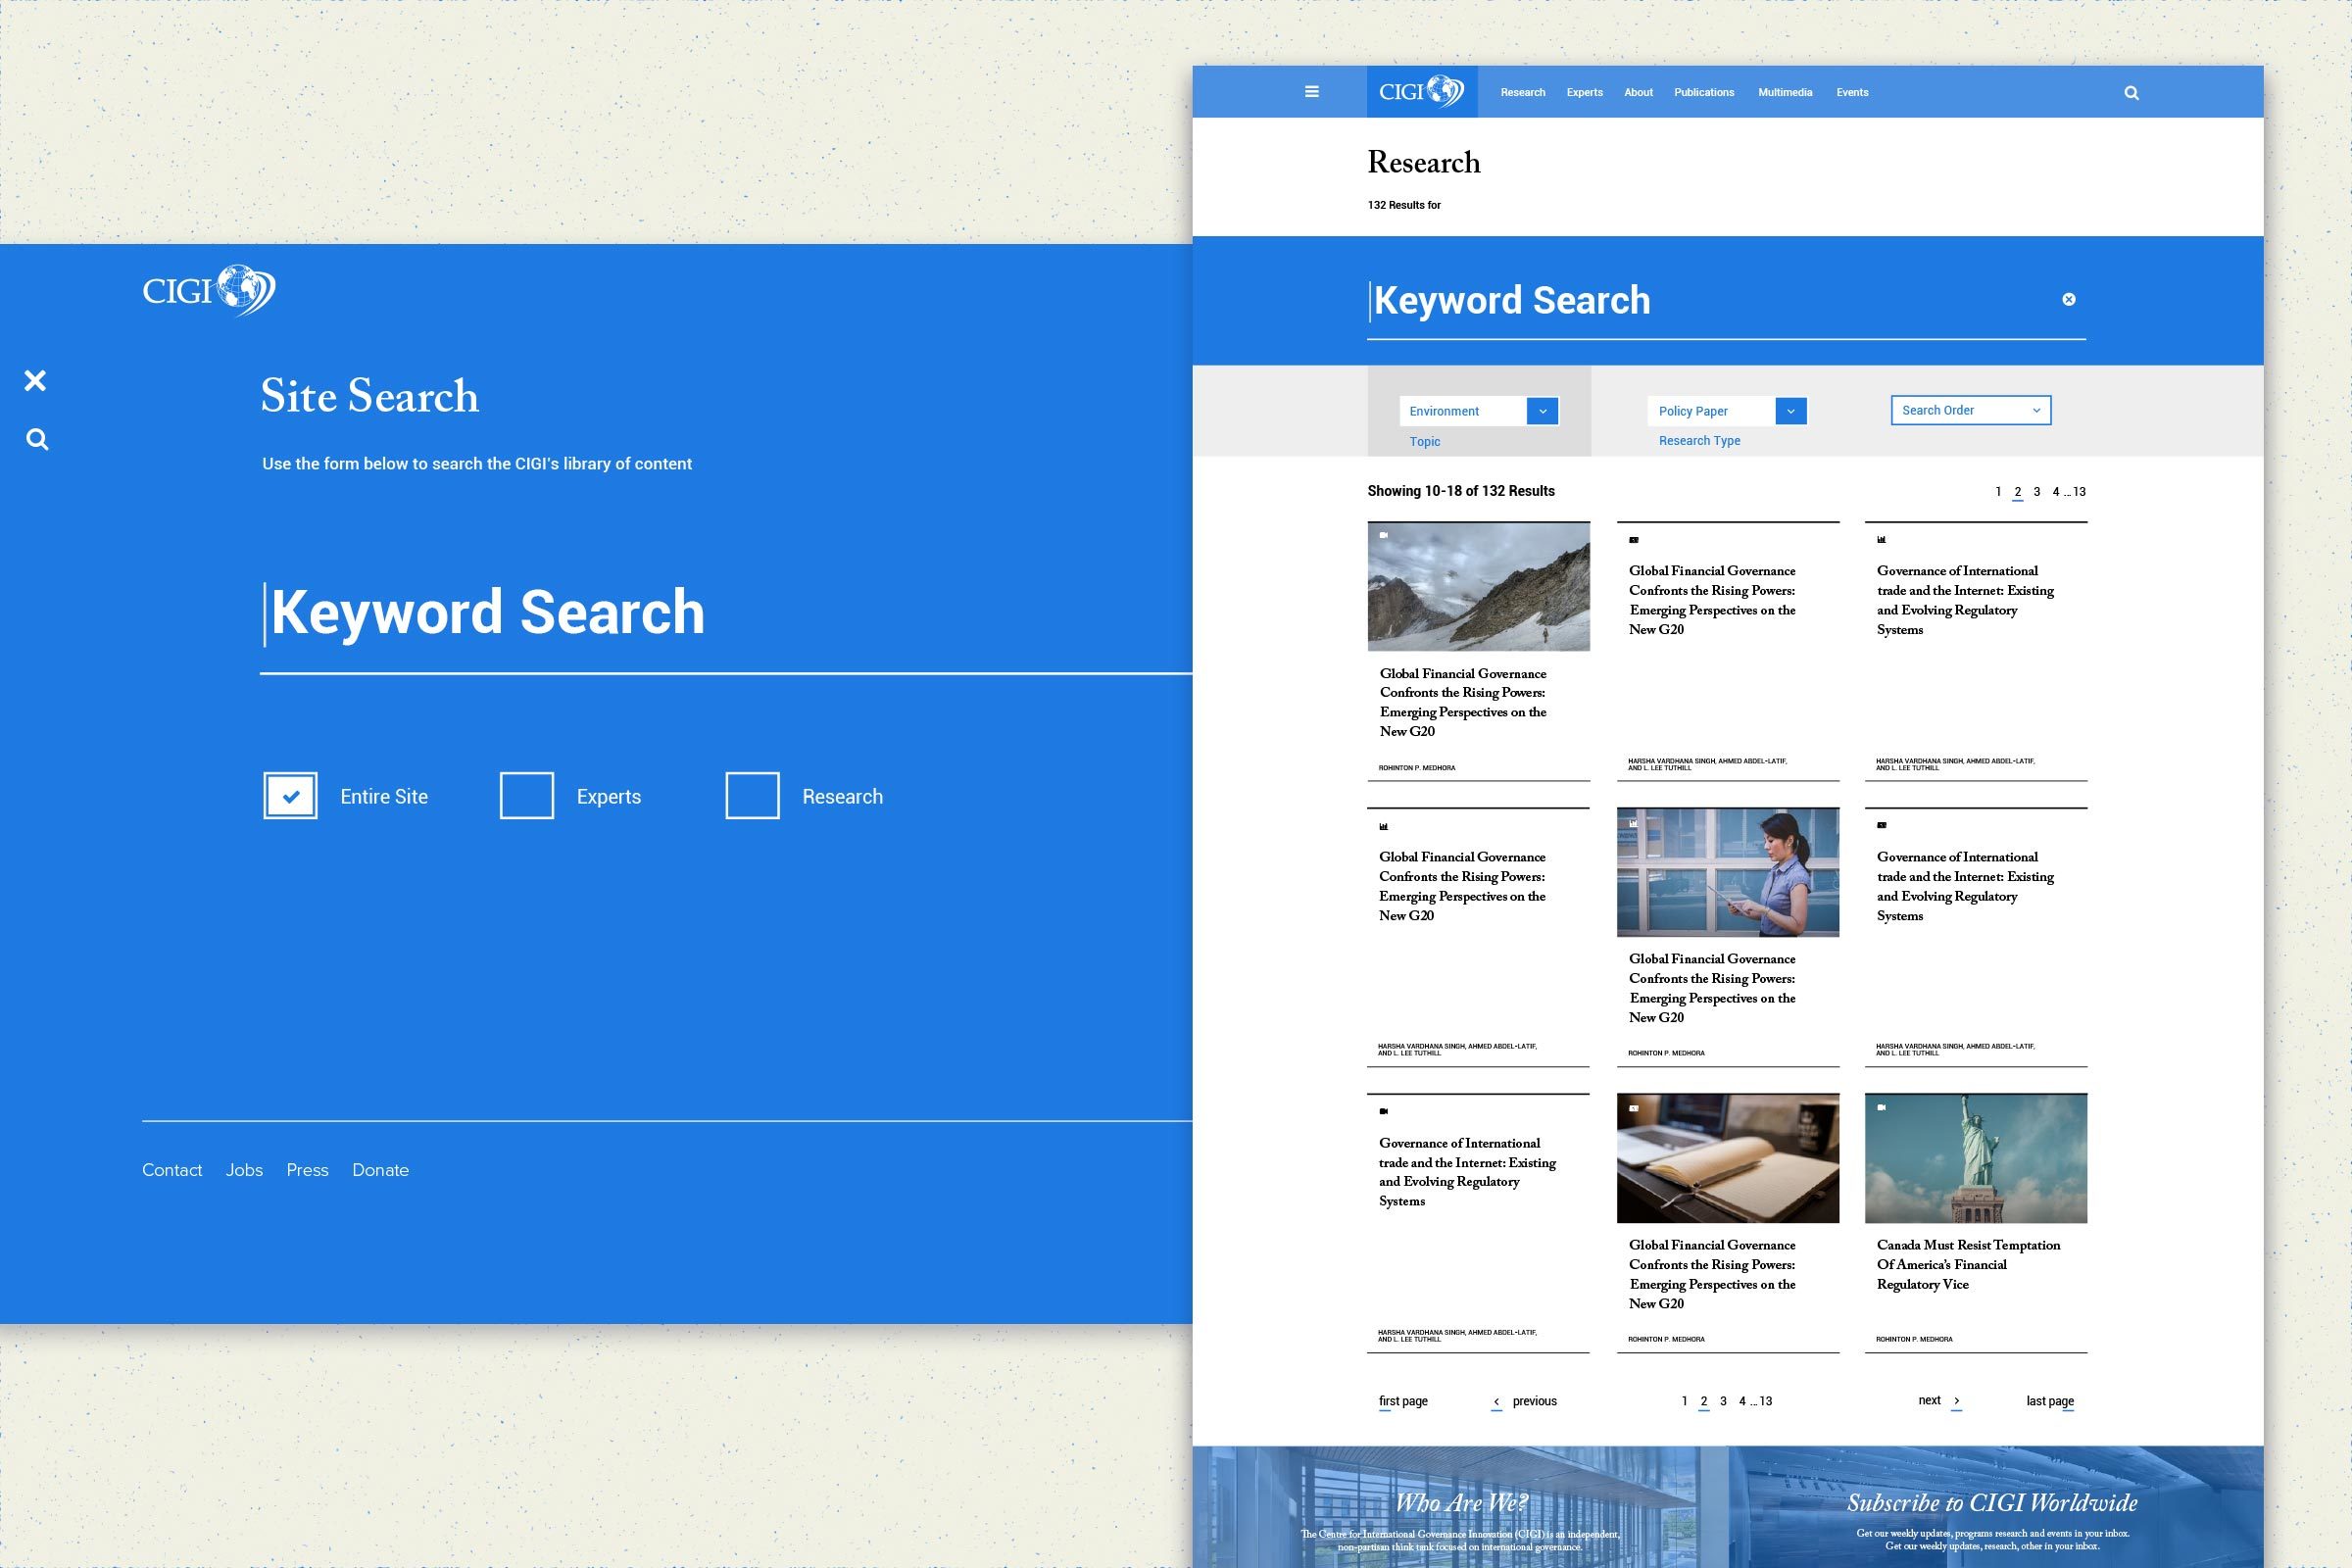 CIGI
Site Search
Use the form below to search the CIGI's library of content
Keyword Search
Entire Site
Experts
Research
Contact Jobs Press Donate
CIGI
Research Experts About Publications Multimedia Events
Research
132 Results for
Keyword Search
Environment
Topic
Policy Paper
Research Type
Search Order
Showing 10-18 of 132 Results
1 2 3 4 ... 13
Global Financial Governance
Confronts the Rising Powers:
Emerging Perspectives on the
New G20
ROHINTON P. MEDHORA
Global Financial Governance
Confronts the Rising Powers:
Emerging Perspectives on the
New G20
HARSHA VARDHANA SINGH, AHMED ABDEL-LATIF,
AND L. LEE TUTHILL
Governance of International
trade and the Internet: Existing
and Evolving Regulatory
Systems
HARSHA VARDHANA SINGH, AHMED ABDEL-LATIF,
AND L. LEE TUTHILL
Global Financial Governance
Confronts the Rising Powers:
Emerging Perspectives on the
New G20
HARSHA VARDHANA SINGH, AHMED ABDEL-LATIF,
AND L. LEE TUTHILL
Global Financial Governance
Confronts the Rising Powers:
Emerging Perspectives on the
New G20
ROHINTON P. MEDHORA
Governance of International
trade and the Internet: Existing
and Evolving Regulatory
Systems
HARSHA VARDHANA SINGH, AHMED ABDEL-LATIF,
AND L. LEE TUTHILL
Governance of International
trade and the Internet: Existing
and Evolving Regulatory
Systems
HARSHA VARDHANA SINGH, AHMED ABDEL-LATIF,
AND L. LEE TUTHILL
Global Financial Governance
Confronts the Rising Powers:
Emerging Perspectives on the
New G20
ROHINTON P. MEDHORA
Canada Must Resist Temptation
Of America's Financial
Regulatory Vice
ROHINTON P. MEDHORA
first page
previous
1 2 3 4 ... 13
next
last page
Who Are We?
The Centre for International Governance Innovation (CIGI) is an independent,
non-partisan think tank focused on international governance.
Subscribe to CIGI Worldwide
Get our weekly updates, programs research and events in your inbox.
Get our weekly updates, research, other in your inbox.